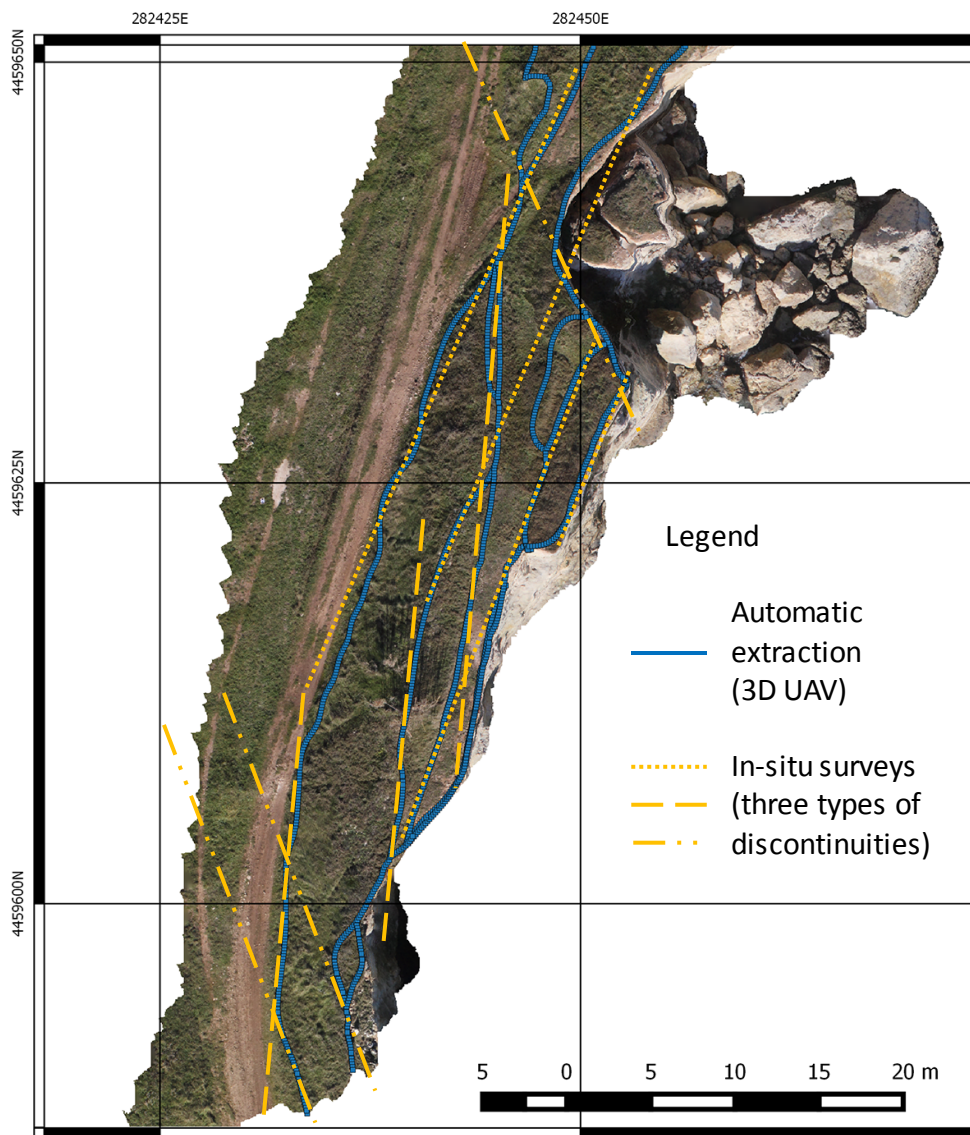 282425E
282450E
4459650N
4459625N
4459600N
Legend
Automatic
extraction
(3D UAV)
In-situ surveys
(three types of
discontinuities)
5 0 5 10 15 20 m